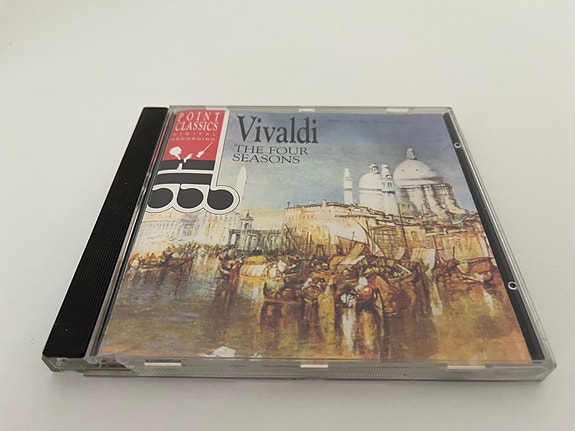 POINT
CLASSICS
DIGITAL
RECORDING
Vivaldi
THE FOUR
SEASONS